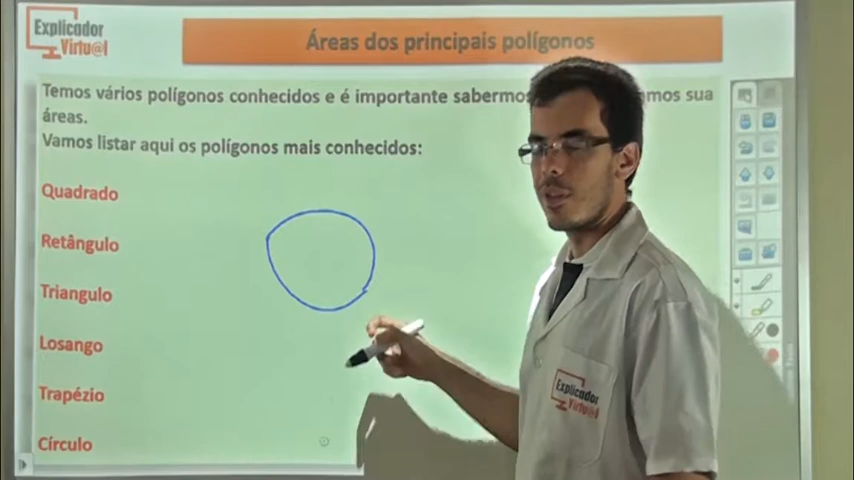 Explicador
Virtu@l
Áreas dos principais polígonos
Temos vários polígonos conhecidos e é importante sabermos sua
áreas.
Vamos listar aqui os polígonos mais conhecidos:
Quadrado
Retângulo
Triangulo
Losango
Trapézio
Círculo
Explicador
Virtu@l